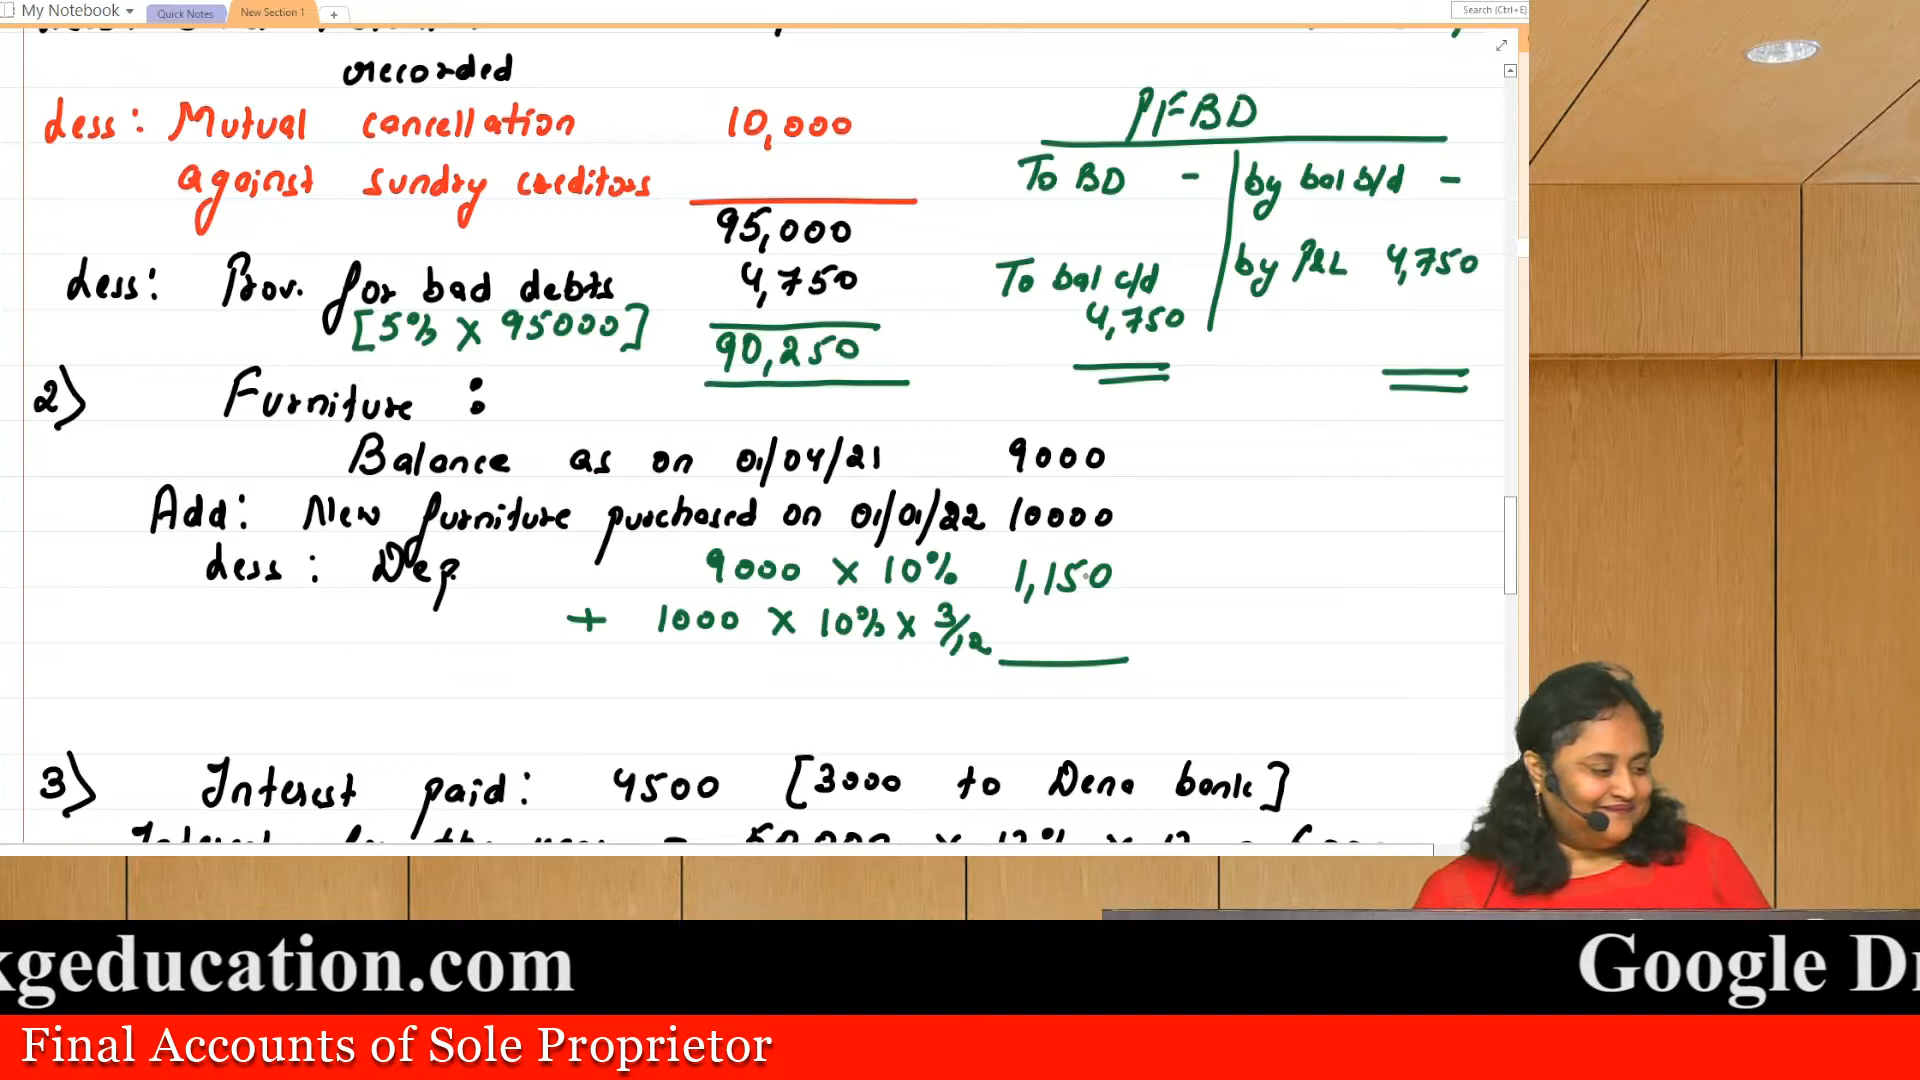 My Notebook
Quick Notes
New Section 1
+
Search (Ctrl+E)
recorded
Less: Mutual cancellation 10,000
against sundry creditors
95,000
Less: Prov. for bad debts 4,750
[5% X 95000]
90,250
PFBD
To BD -
by bal b/d -
by P&L 4,750
To bal c/d
4,750
2) Furniture :
Balance as on 01/04/21 9000
Add: New furniture purchased on 01/01/22 10000
Less: Dep 9000 X 10% 1,150
+ 1000 X 10% X 3/12
3) Interest paid: 4500 [3000 to Dena bank]
kgeducation.com
Google Dr
Final Accounts of Sole Proprietor